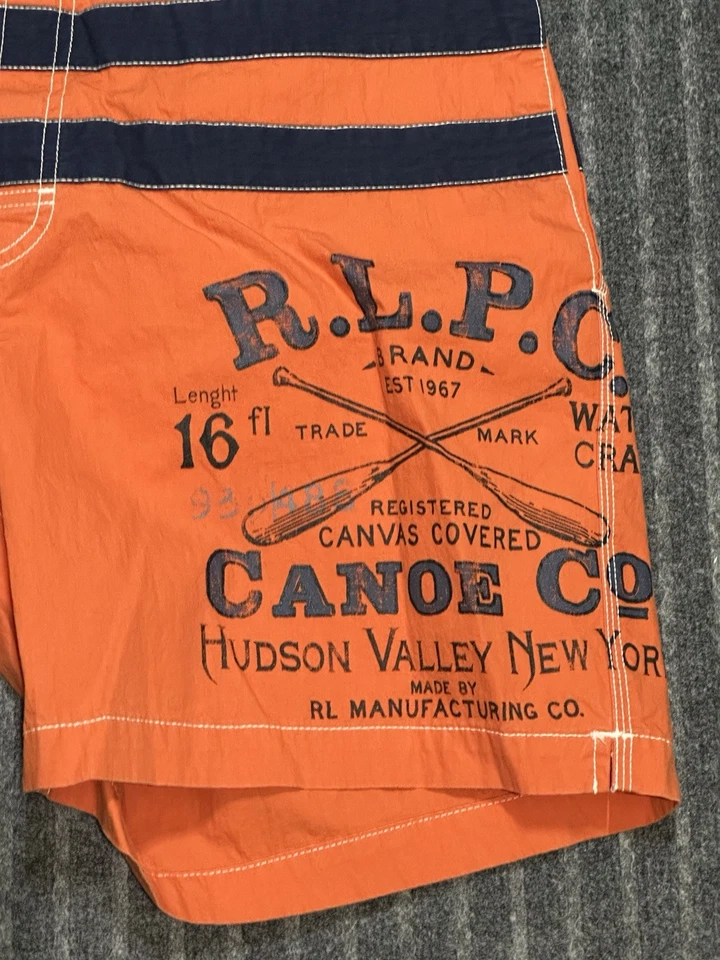 R.L.P.C.
BRAND
EST 1967
Lenght
16 fl
TRADE MARK
WAT
CRA
REGISTERED
CANVAS COVERED
CANOE CO
HUDSON VALLEY NEW YOR
MADE BY
RL MANUFACTURING CO.